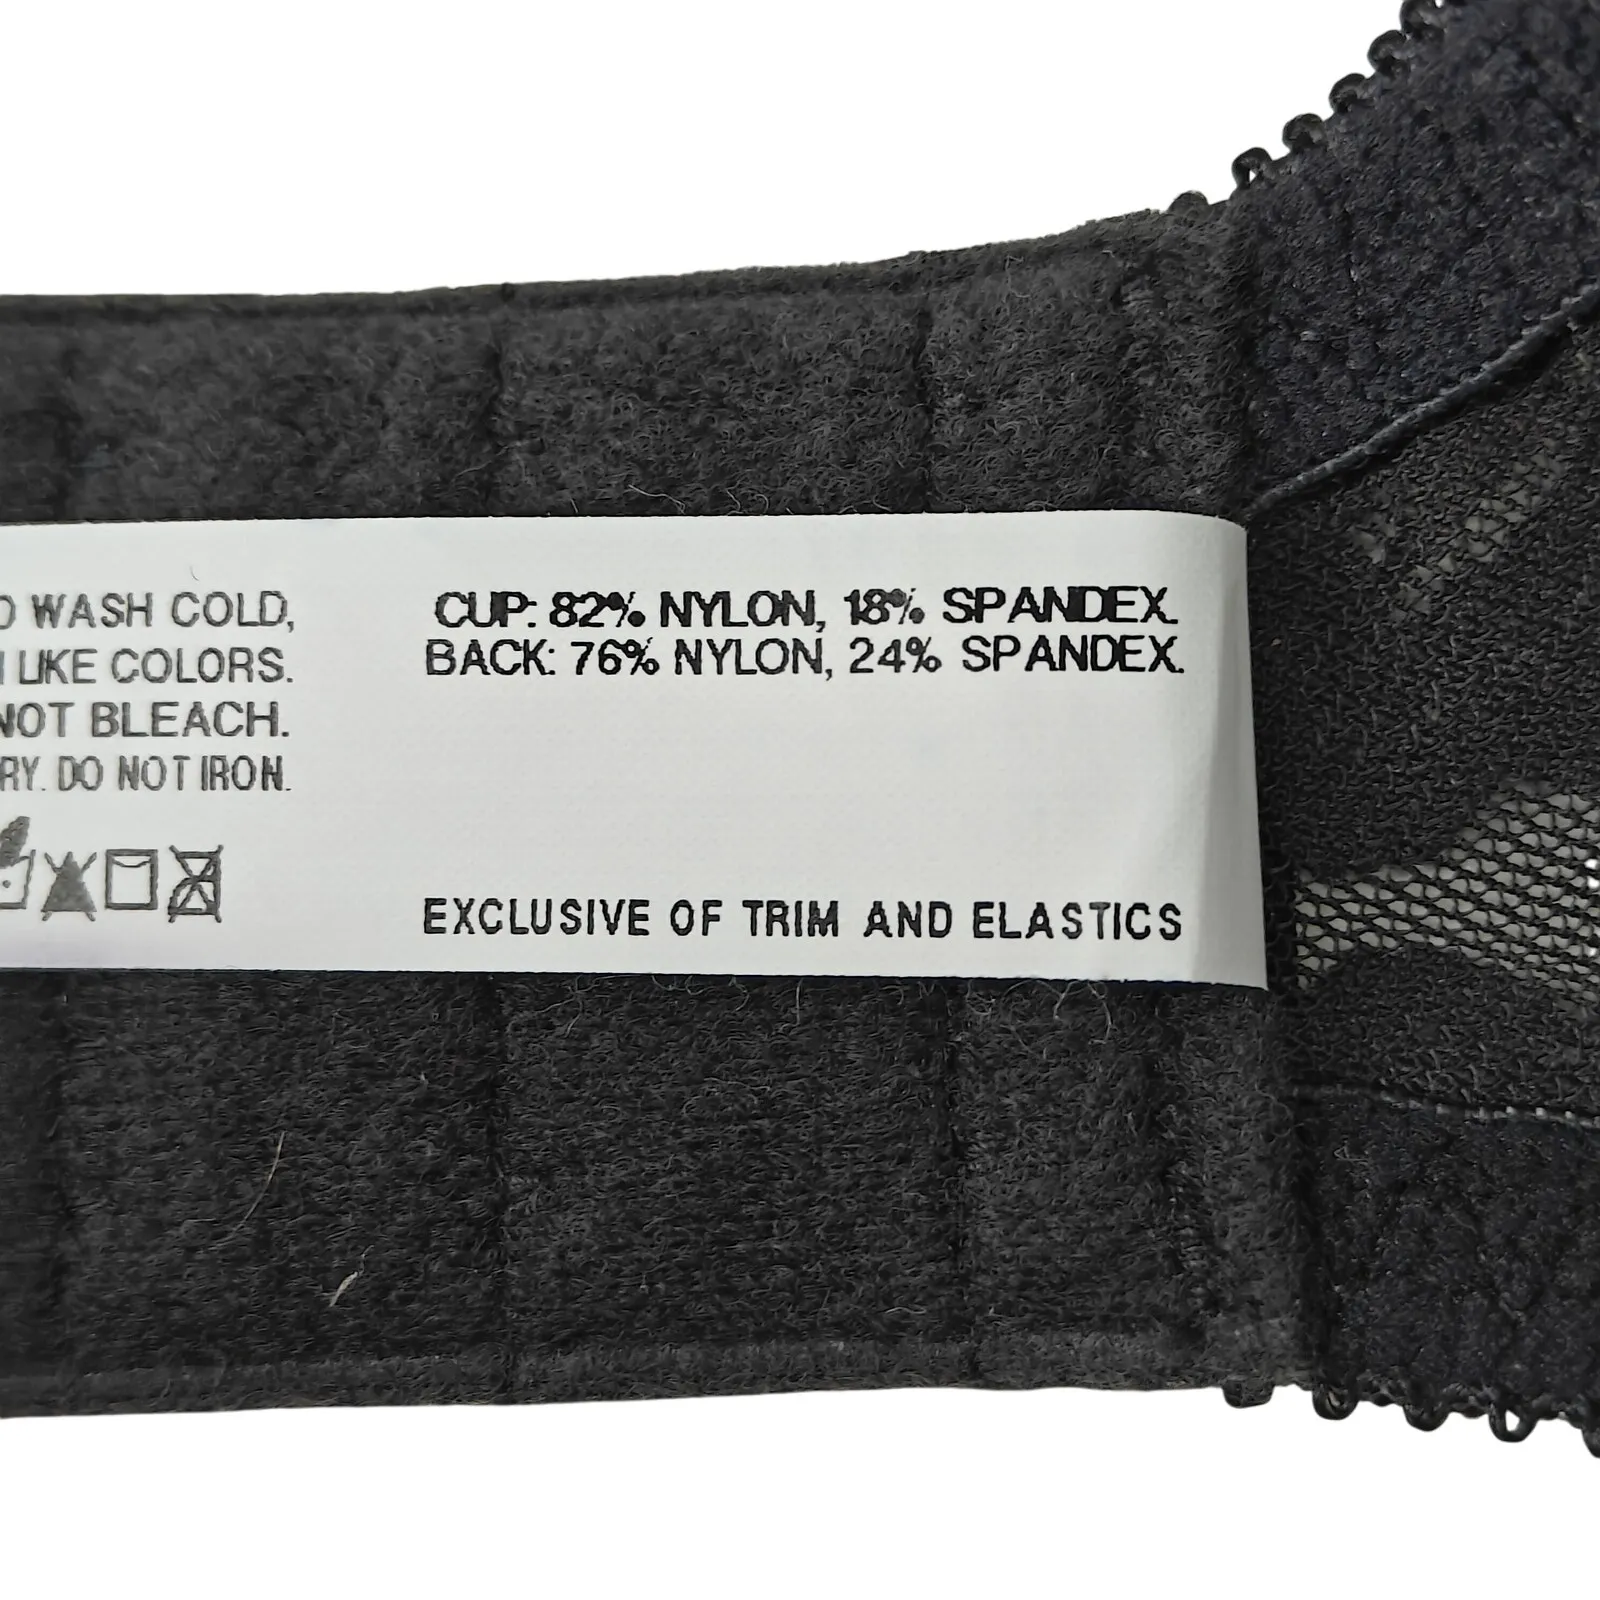 WASH COLD,
LIKE COLORS.
NOT BLEACH.
DO NOT IRON.
CUP: 82% NYLON, 18% SPANDEX.
BACK: 76% NYLON, 24% SPANDEX.
EXCLUSIVE OF TRIM AND ELASTICS